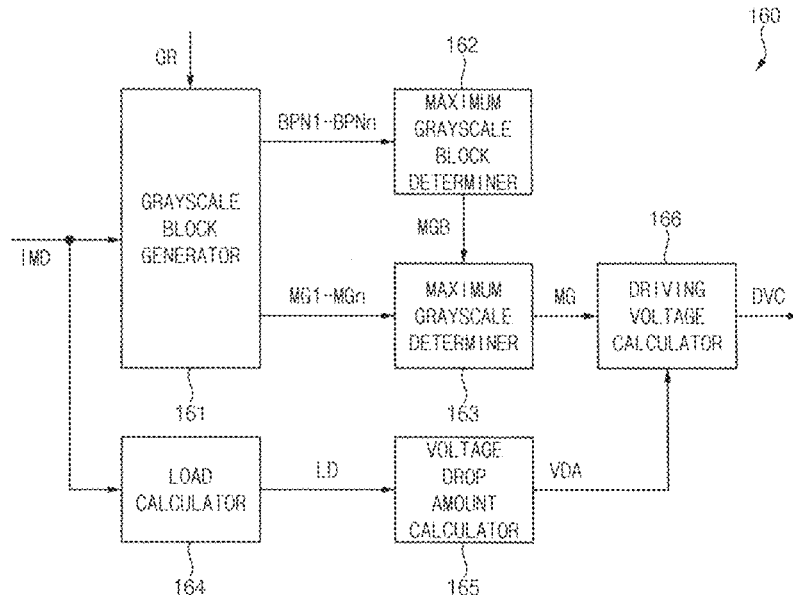 160
GR
162
MAXIMUM
GRAYSCALE
BLOCK
DETERMINER
BPN1~BPNn
GRAYSCALE
BLOCK
GENERATOR
IMD
MGB
166
MG1~MGn
MAXIMUM
GRAYSCALE
DETERMINER
MG
DRIVING
VOLTAGE
CALCULATOR
DVC
161
163
LOAD
CALCULATOR
LD
VOLTAGE
DROP
AMOUNT
CALCULATOR
VDA
164
165